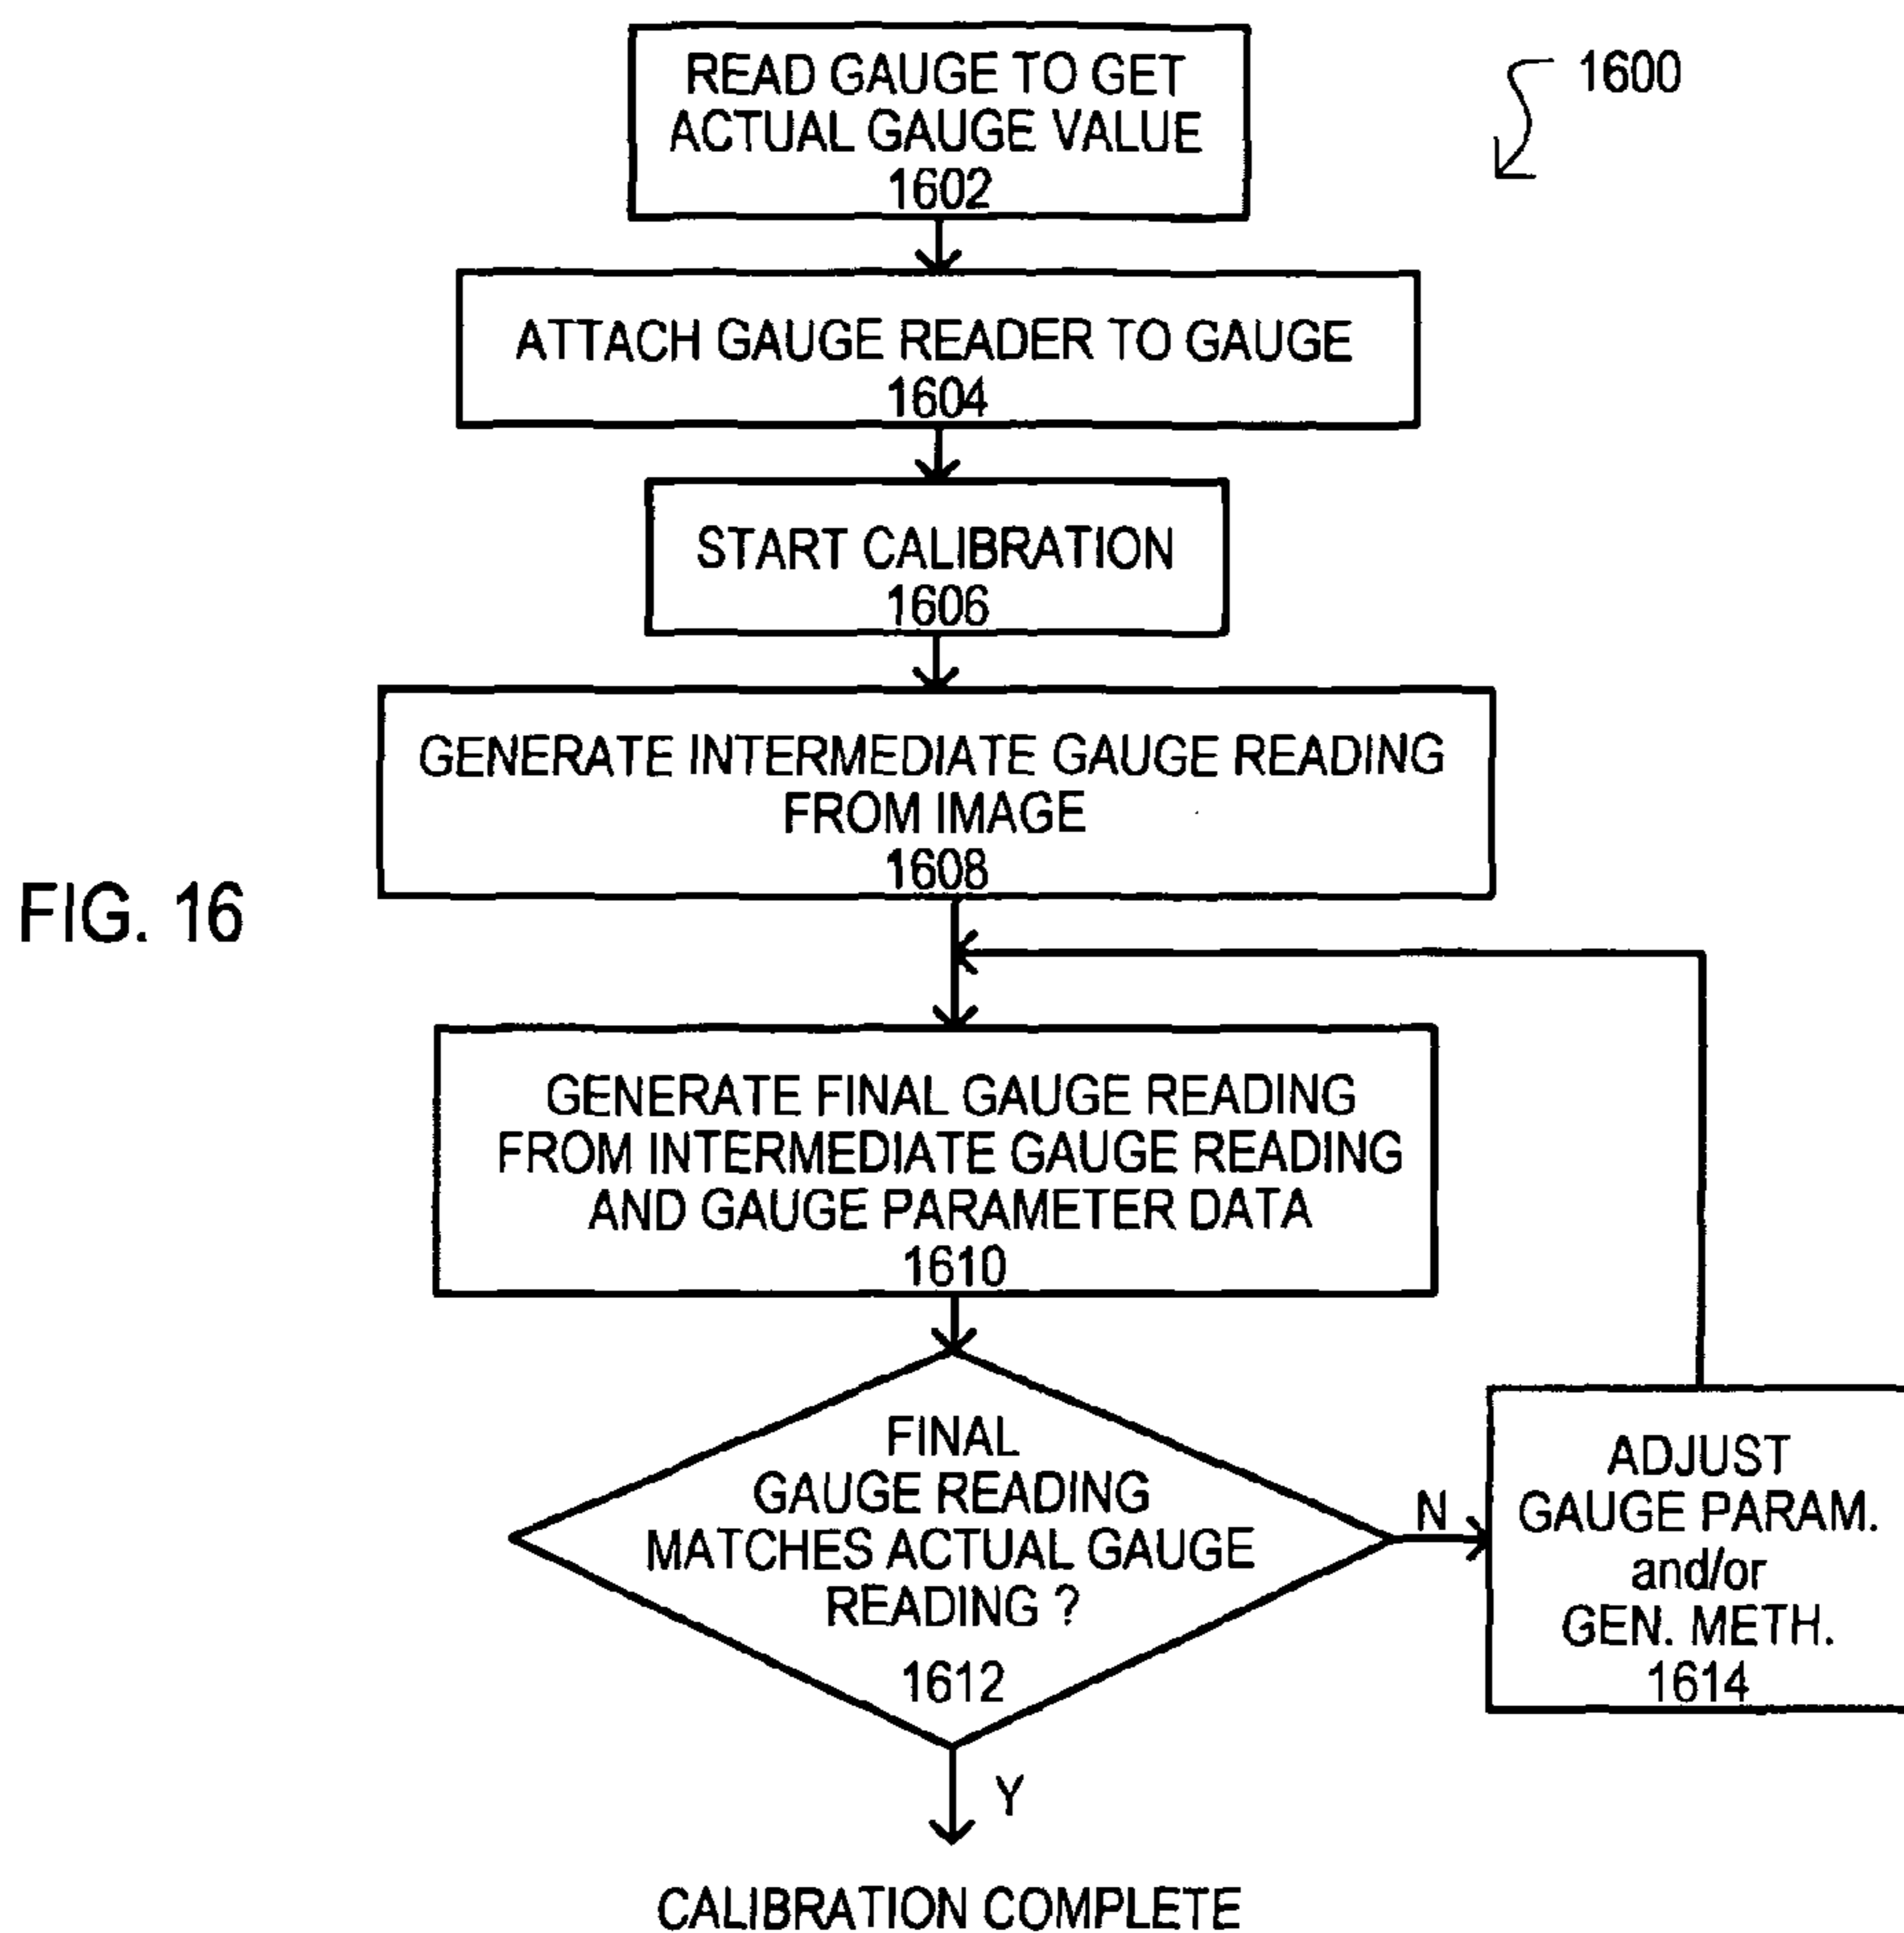 READ GAUGE TO GET
ACTUAL GAUGE VALUE
1602
1600
ATTACH GAUGE READER TO GAUGE
1604
START CALIBRATION
1606
GENERATE INTERMEDIATE GAUGE READING
FROM IMAGE
1608
FIG. 16
GENERATE FINAL GAUGE READING
FROM INTERMEDIATE GAUGE READING
AND GAUGE PARAMETER DATA
1610
FINAL
GAUGE READING
MATCHES ACTUAL GAUGE
READING ?
1612
N
ADJUST
GAUGE PARAM.
and/or
GEN. METH.
1614
Y
CALIBRATION COMPLETE